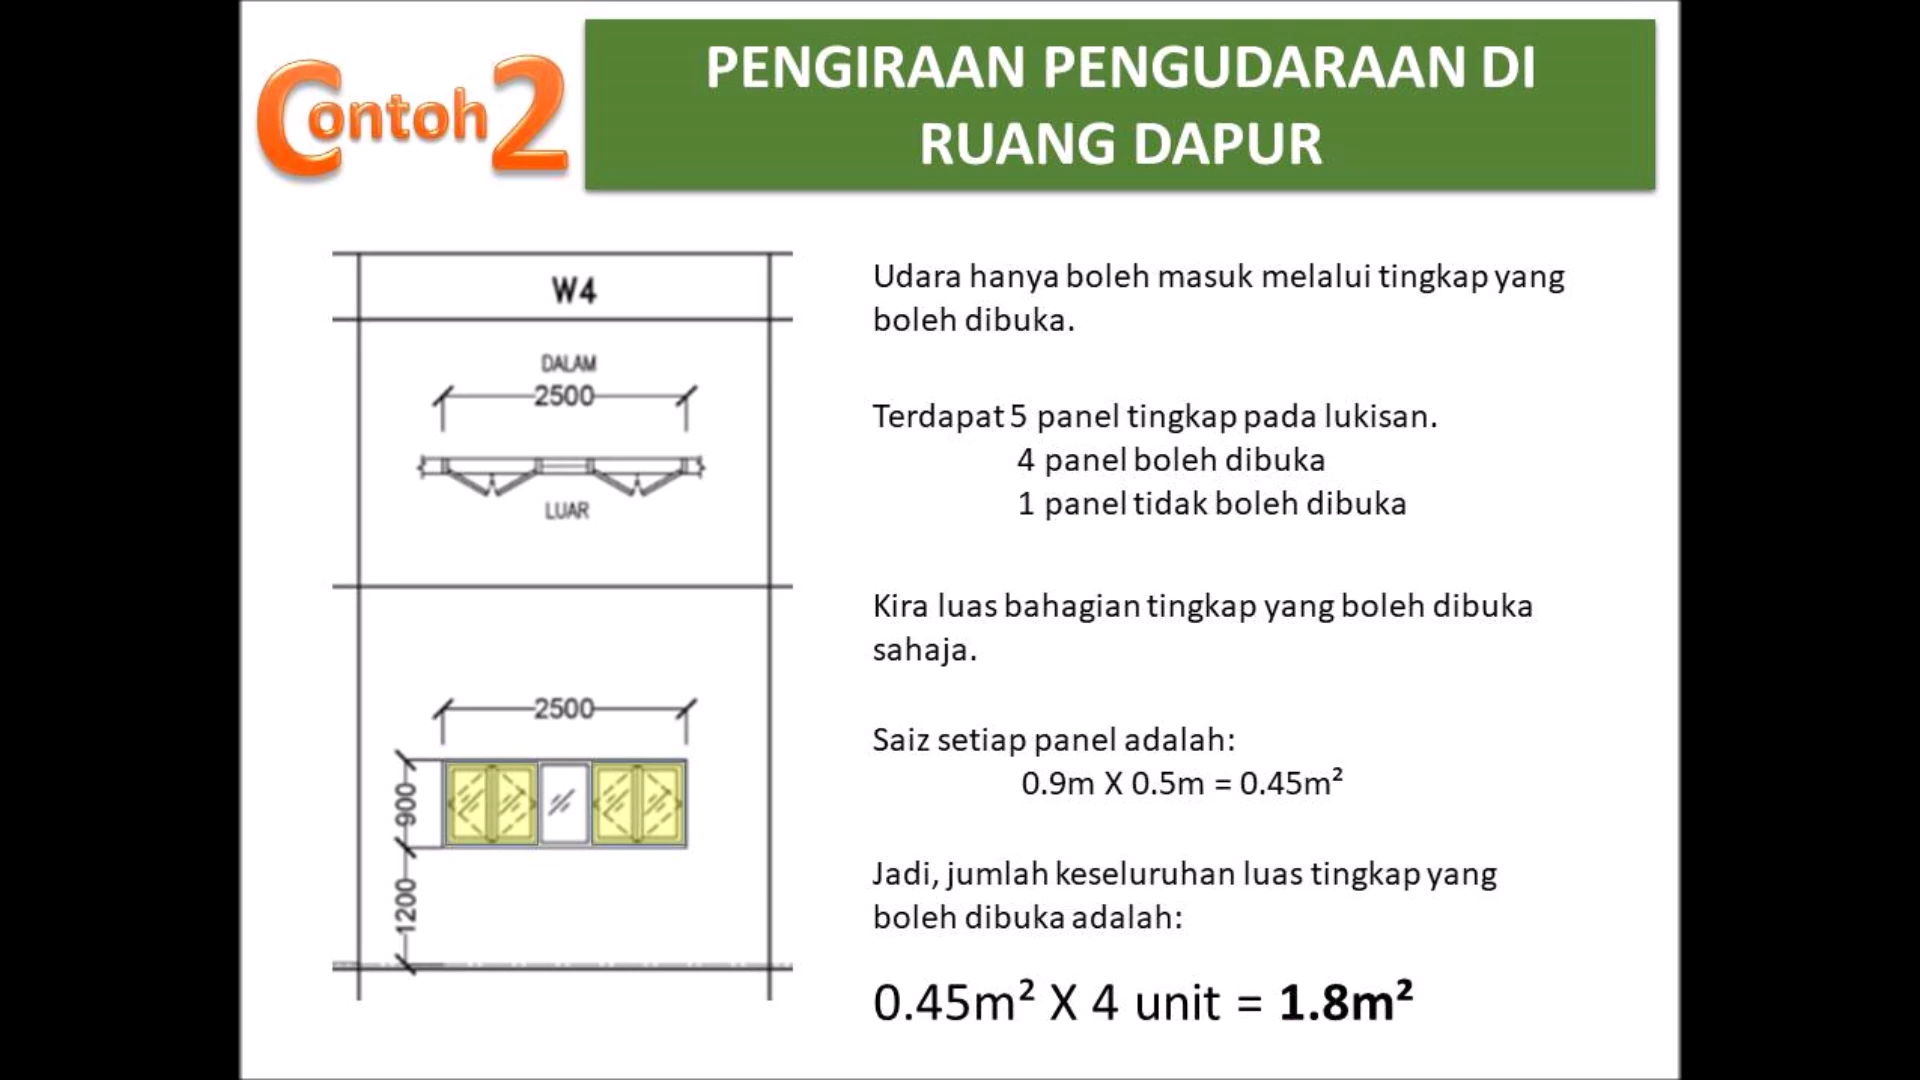 Contoh 2
PENGIRAAN PENGUDARAAN DI
RUANG DAPUR
W4
DALAM
2500
LUAR
2500
900
1200
Udara hanya boleh masuk melalui tingkap yang
boleh dibuka.
Terdapat 5 panel tingkap pada lukisan.
4 panel boleh dibuka
1 panel tidak boleh dibuka
Kira luas bahagian tingkap yang boleh dibuka
sahaja.
Saiz setiap panel adalah:
0.9m X 0.5m = 0.45m²
Jadi, jumlah keseluruhan luas tingkap yang
boleh dibuka adalah:
0.45m² X 4 unit = 1.8m²